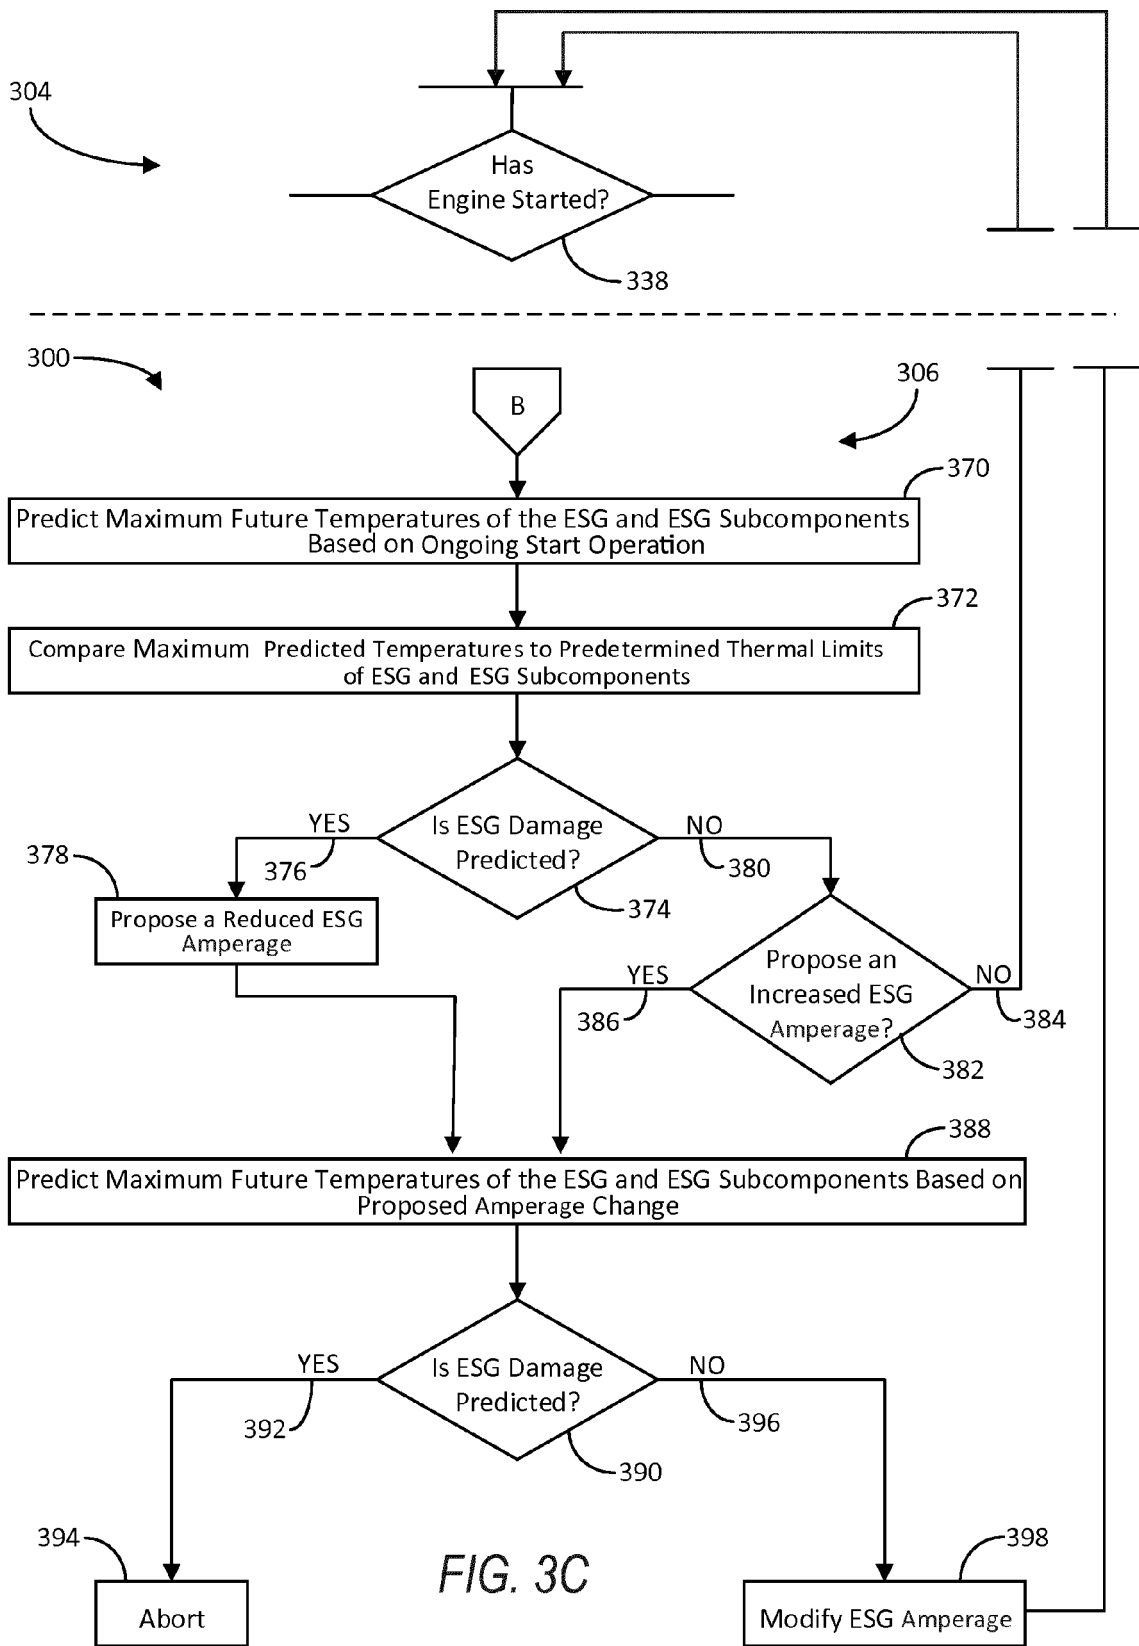 304
Has
Engine Started?
338
300
306
B
370
Predict Maximum Future Temperatures of the ESG and ESG Subcomponents
Based on Ongoing Start Operation
372
Compare Maximum Predicted Temperatures to Predetermined Thermal Limits
of ESG and ESG Subcomponents
YES
Is ESG Damage
Predicted?
NO
376
380
374
378
Propose a Reduced ESG
Amperage
YES
Propose an
Increased ESG
Amperage?
NO
386
384
382
388
Predict Maximum Future Temperatures of the ESG and ESG Subcomponents Based on
Proposed Amperage Change
YES
Is ESG Damage
Predicted?
NO
392
396
390
394
398
Abort
FIG. 3C
Modify ESG Amperage